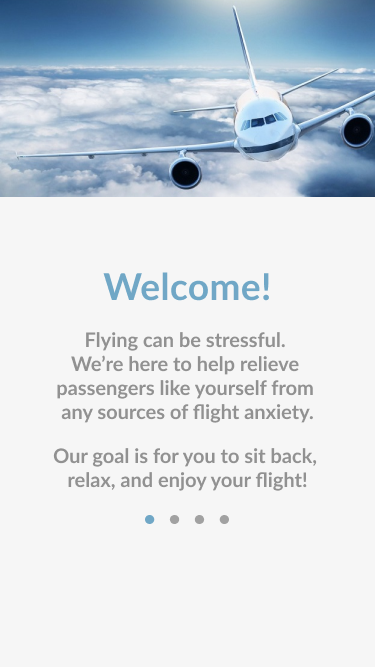 Welcome!
Flying can be stressful.
We’re here to help relieve
passengers like yourself from
any sources of flight anxiety.
Our goal is for you to sit back,
relax, and enjoy your flight!